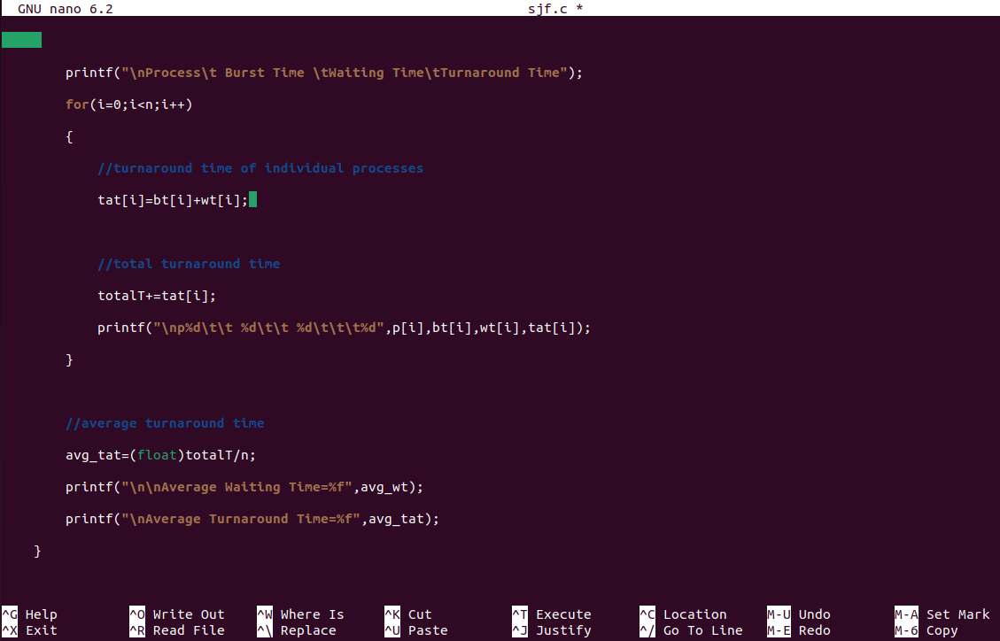 GNU nano 6.2 sjf.c *
printf("\nProcess\t Burst Time \tWaiting Time\tTurnaround Time");
for(i=0;i<n;i++)
{
//turnaround time of individual processes
tat[i]=bt[i]+wt[i];
//total turnaround time
totalT+=tat[i];
printf("\np%d\t\t %d\t\t %d\t\t\t%d",p[i],bt[i],wt[i],tat[i]);
}
//average turnaround time
avg_tat=(float)totalT/n;
printf("\n\nAverage Waiting Time=%f",avg_wt);
printf("\nAverage Turnaround Time=%f",avg_tat);
}
^G Help ^O Write Out ^W Where Is ^K Cut ^T Execute ^C Location M-U Undo M-A Set Mark
^X Exit ^R Read File ^\ Replace ^U Paste ^J Justify ^/ Go To Line M-E Redo M-6 Copy